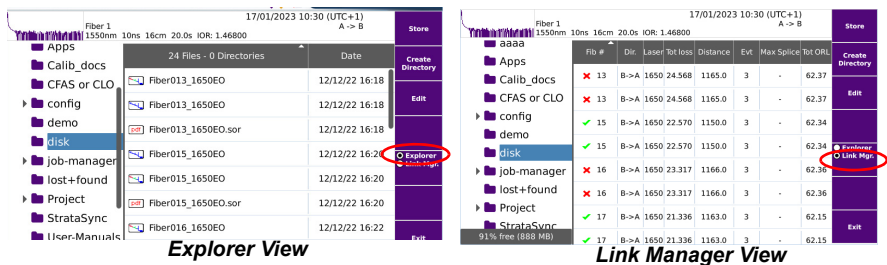 Fiber 1
17/01/2023 10:30 (UTC+1)
A -> B
1550nm 10ns 16cm 20.0s IOR: 1.46800
Store
Apps
Calib_docs
CFAS or CLO
config
demo
disk
job-manager
lost+found
Project
StrataSync
User-Manuals
24 Files - 0 Directories Date
Fiber013_1650EO 12/12/22 16:18
Fiber013_1650EO 12/12/22 16:18
pdf Fiber013_1650EO.sor 12/12/22 16:18
Fiber015_1650EO 12/12/22 16:20
Fiber015_1650EO 12/12/22 16:20
pdf Fiber015_1650EO.sor 12/12/22 16:20
Fiber016_1650EO 12/12/22 16:22
Create
Directory
Edit
Explorer
Link Mgr.
Exit
Explorer View
Fiber 1
17/01/2023 10:30 (UTC+1)
A -> B
1550nm 10ns 16cm 20.0s IOR: 1.46800
Store
aaaa
Apps
Calib_docs
CFAS or CLO
config
demo
disk
job-manager
lost+found
Project
StrataSync
91% free (888 MB)
Fib # Dir. Laser Tot loss Distance Evt Max Splice Tot ORL
13 B->A 1650 24.568 1165.0 3 - 62.37
13 B->A 1650 24.568 1165.0 3 - 62.37
15 B->A 1650 22.570 1150.0 3 - 62.34
15 B->A 1650 22.570 1150.0 3 - 62.34
16 B->A 1650 23.317 1166.0 3 - 62.36
16 B->A 1650 23.317 1166.0 3 - 62.36
17 B->A 1650 21.336 1163.0 3 - 62.15
17 B->A 1650 21.336 1163.0 3 - 62.15
Create
Directory
Edit
Explorer
Link Mgr.
Exit
Link Manager View